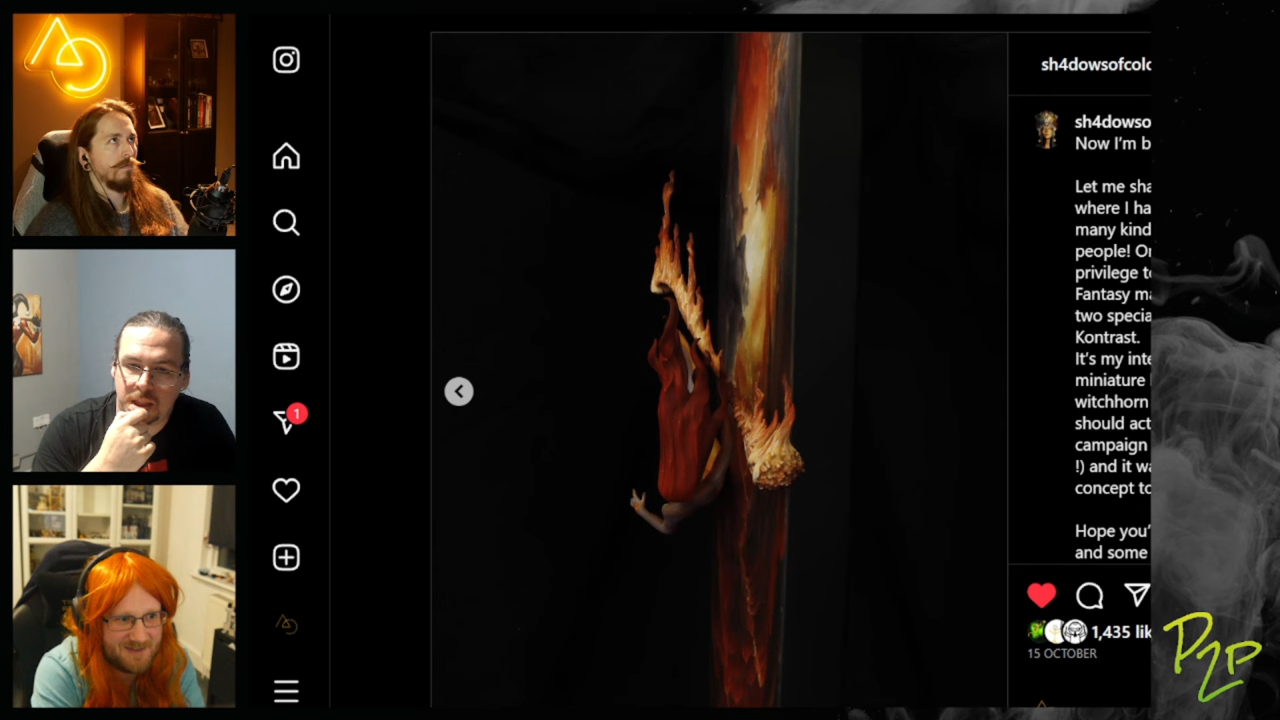 sh4dowsofcolo
sh4dowso
Now I'm b
Let me sha
where I ha
many kind
people! Or
privilege to
Fantasy ma
two specia
Kontrast.
It's my inte
miniature
witchhorn
should act
campaign
!) and it wa
concept to
Hope you'
and some
1
1,435 lik
15 OCTOBER
P2P